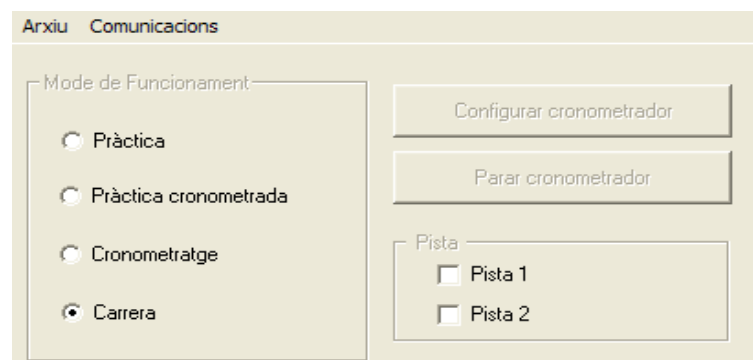 Arxiu Comunicacions
Mode de Funcionament
Pràctica
Pràctica cronometrada
Cronometratge
Carrera
Configurar cronometrador
Parar cronometrador
Pista
Pista 1
Pista 2